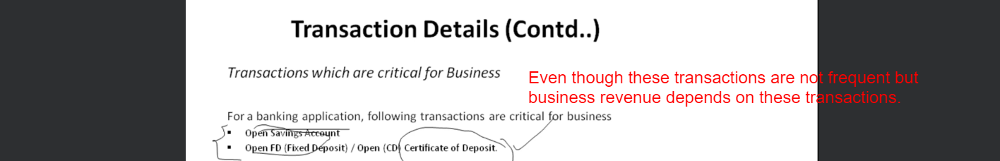 Transaction Details (Contd..)
Transactions which are critical for Business
Even though these transactions are not frequent but
business revenue depends on these transactions.
For a banking application, following transactions are critical for business
▪ Open Savings Account
▪ Open FD (Fixed Deposit) / Open (CD) Certificate of Deposit.